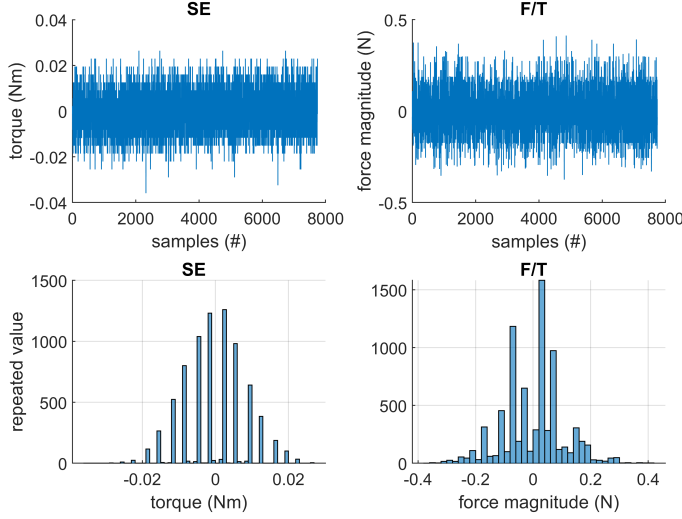 SE
0.04
0.02
0
-0.02
-0.04
torque (Nm)
0 2000 4000 6000 8000
samples (#)
F/T
0.5
0
-0.5
force magnitude (N)
0 2000 4000 6000 8000
samples (#)
SE
1500
1000
500
0
repeated value
-0.02 0 0.02
torque (Nm)
F/T
1500
1000
500
0
-0.4 -0.2 0 0.2 0.4
force magnitude (N)